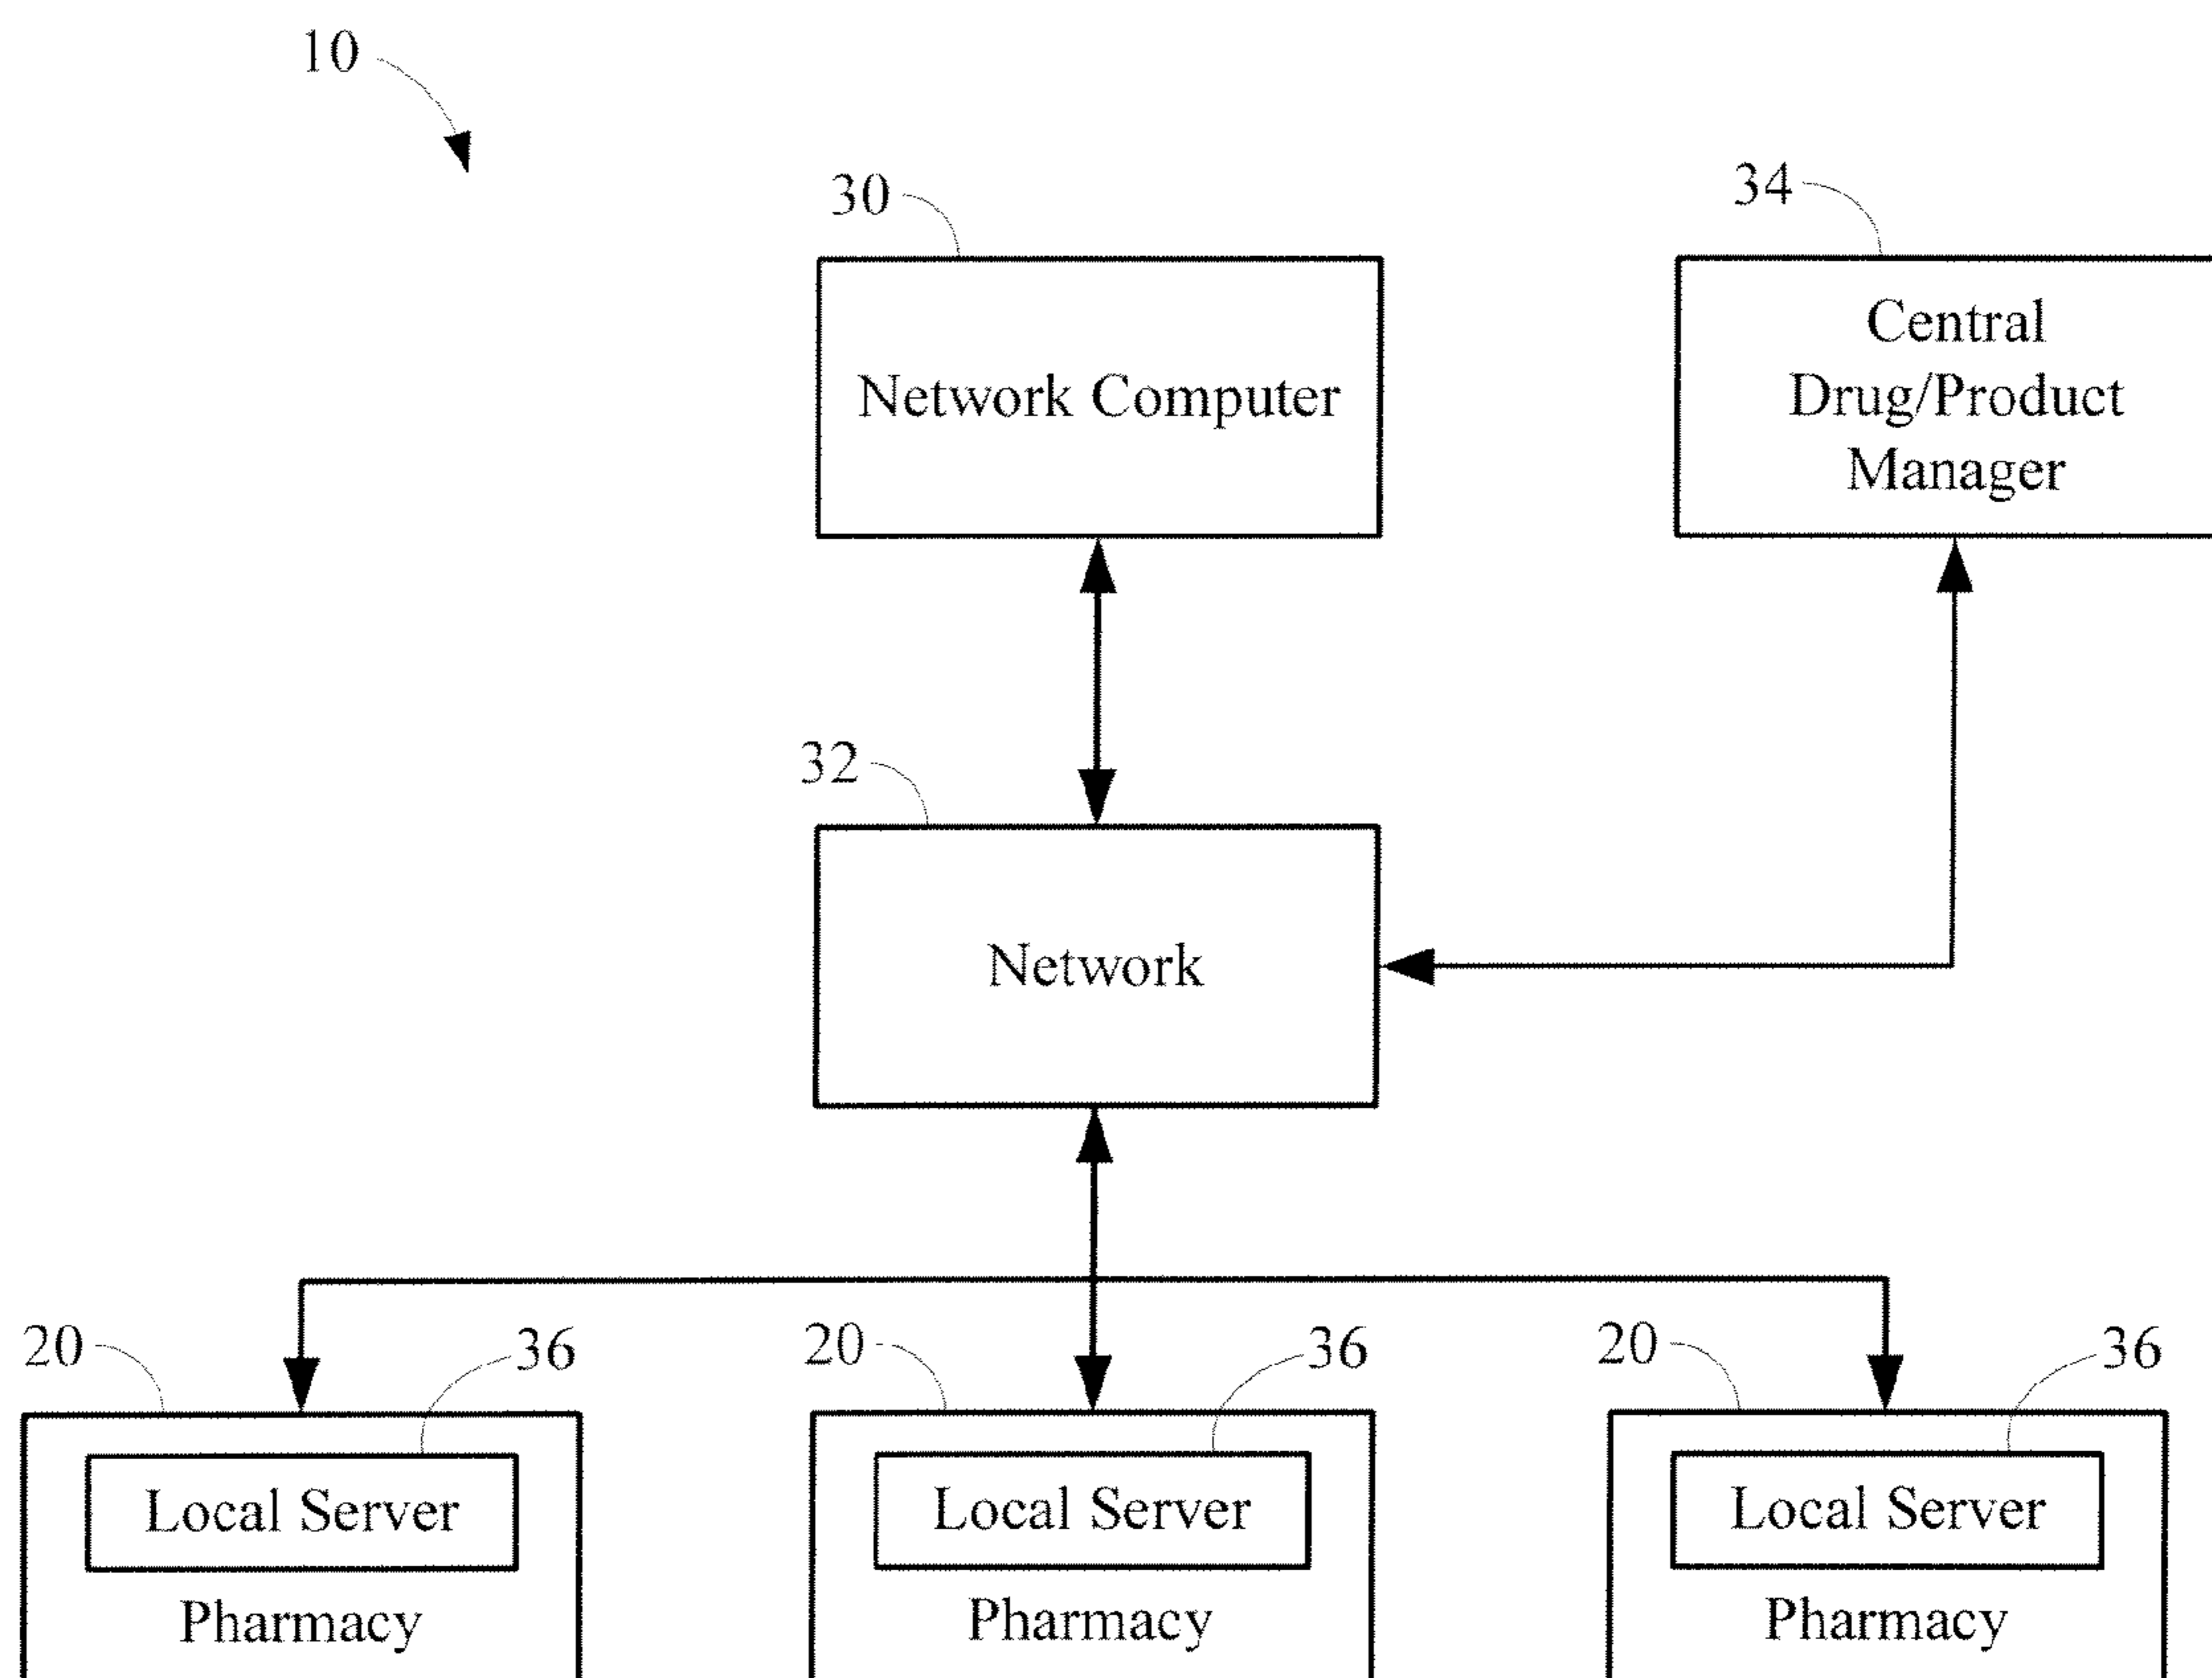 10
30
34
Network Computer
Central
Drug/Product
Manager
32
Network
20
36
20
36
20
36
Local Server
Local Server
Local Server
Pharmacy
Pharmacy
Pharmacy